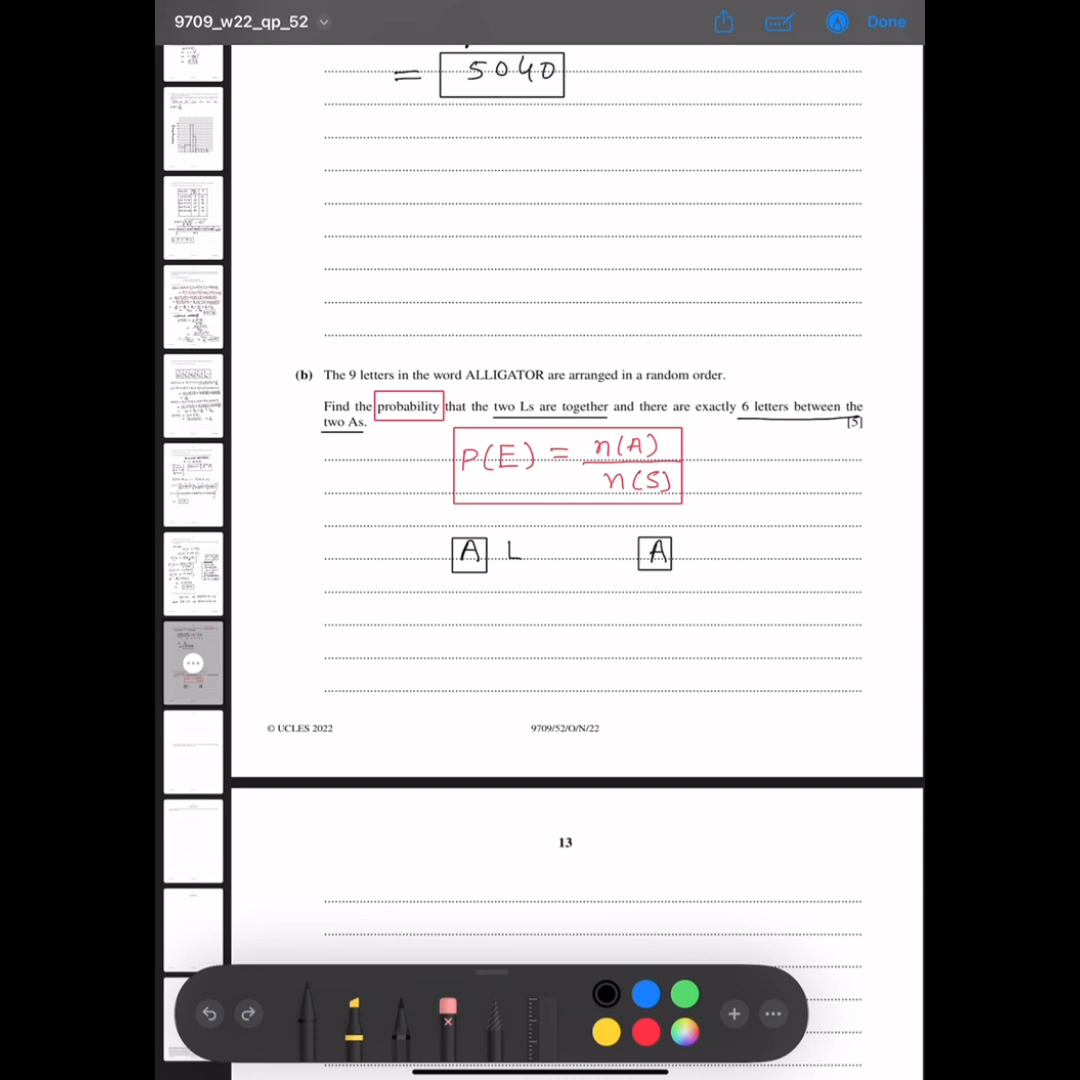 9709_w22_qp_52
Done
= 5040
(b) The 9 letters in the word ALLIGATOR are arranged in a random order.
Find the probability that the two Ls are together and there are exactly 6 letters between the
two As. [5]
P(E) = n(A)
n(S)
A L A
© UCLES 2022 9709/52/O/N/22
13